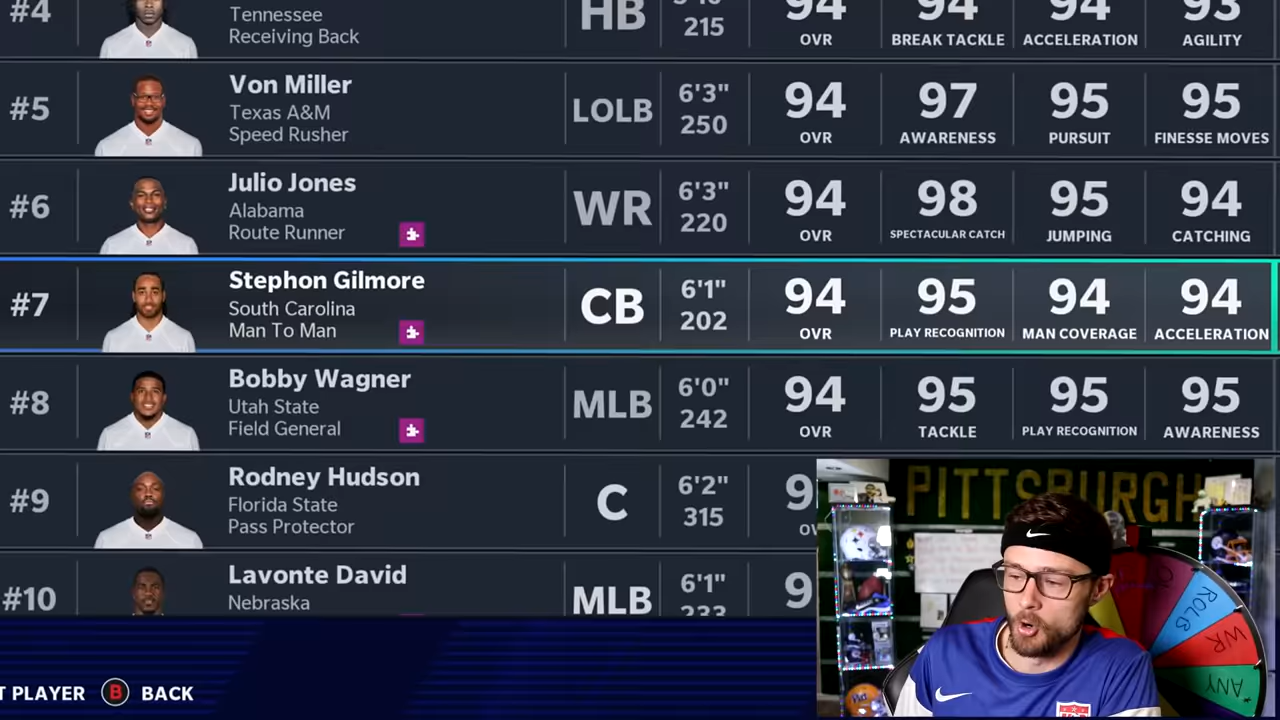 #4
Tennessee
Receiving Back
HB
215
94
OVR
94
BREAK TACKLE
94
ACCELERATION
93
AGILITY
#5
Von Miller
Texas A&M
Speed Rusher
LOLB
6'3"
250
94
OVR
97
AWARENESS
95
PURSUIT
95
FINESSE MOVES
#6
Julio Jones
Alabama
Route Runner
WR
6'3"
220
94
OVR
98
SPECTACULAR CATCH
95
JUMPING
94
CATCHING
#7
Stephon Gilmore
South Carolina
Man To Man
CB
6'1"
202
94
OVR
95
PLAY RECOGNITION
94
MAN COVERAGE
94
ACCELERATION
#8
Bobby Wagner
Utah State
Field General
MLB
6'0"
242
94
OVR
95
TACKLE
95
PLAY RECOGNITION
95
AWARENESS
#9
Rodney Hudson
Florida State
Pass Protector
C
6'2"
315
9
#10
Lavonte David
Nebraska
MLB
6'1"
233
9
PITTSBURGH
ROLB
WR
ANY
T PLAYER B BACK